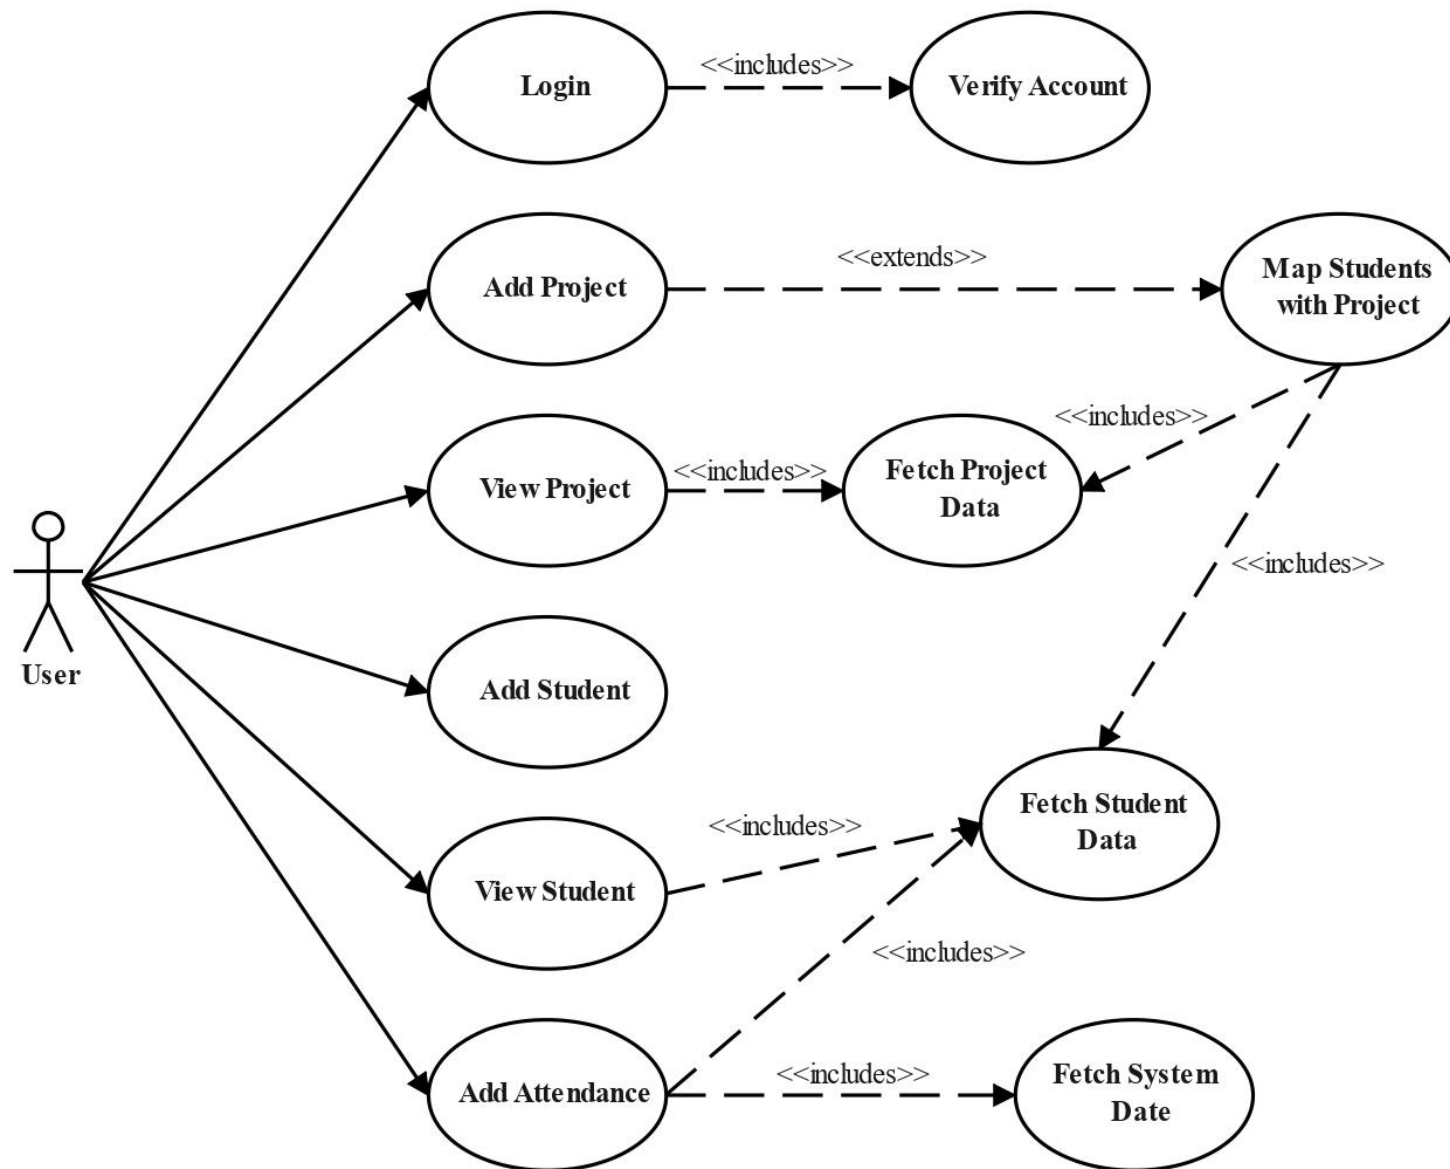 Login
<<includes>>
Verify Account
Add Project
<<extends>>
Map Students
with Project
<<includes>>
View Project
<<includes>>
Fetch Project
Data
<<includes>>
User
Add Student
Fetch Student
Data
<<includes>>
View Student
<<includes>>
Add Attendance
<<includes>>
Fetch System
Date